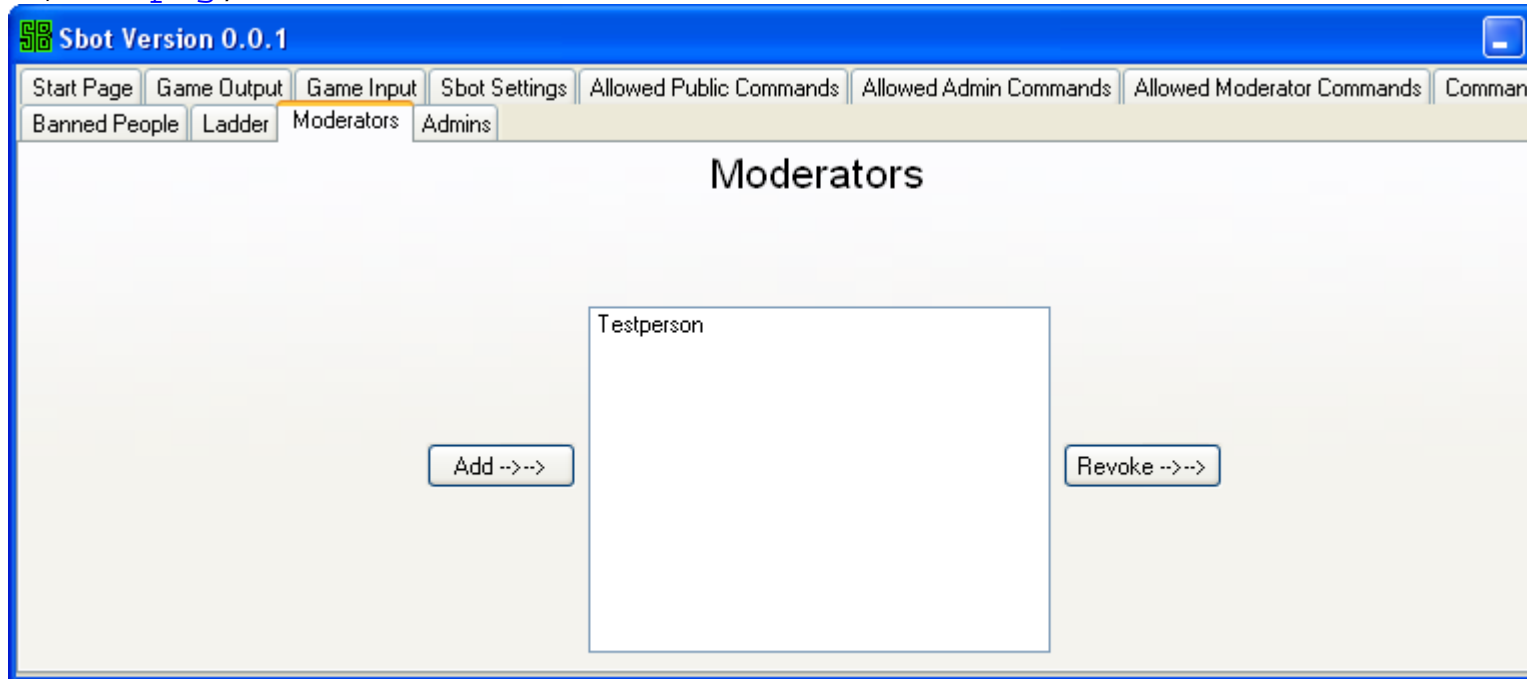 Sbot Version 0.0.1
Start Page Game Output Game Input Sbot Settings Allowed Public Commands Allowed Admin Commands Allowed Moderator Commands Comman
Banned People Ladder Moderators Admins
Moderators
Testperson
Add -->--> Revoke -->-->